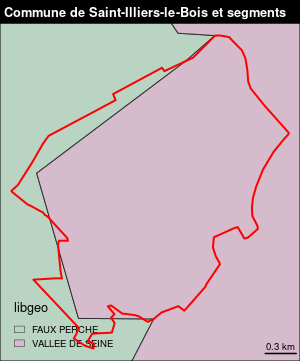 Commune de Saint-Illiers-le-Bois et segments
libgeo
FAUX PERCHE
VALLEE DE SEINE
0.3 km